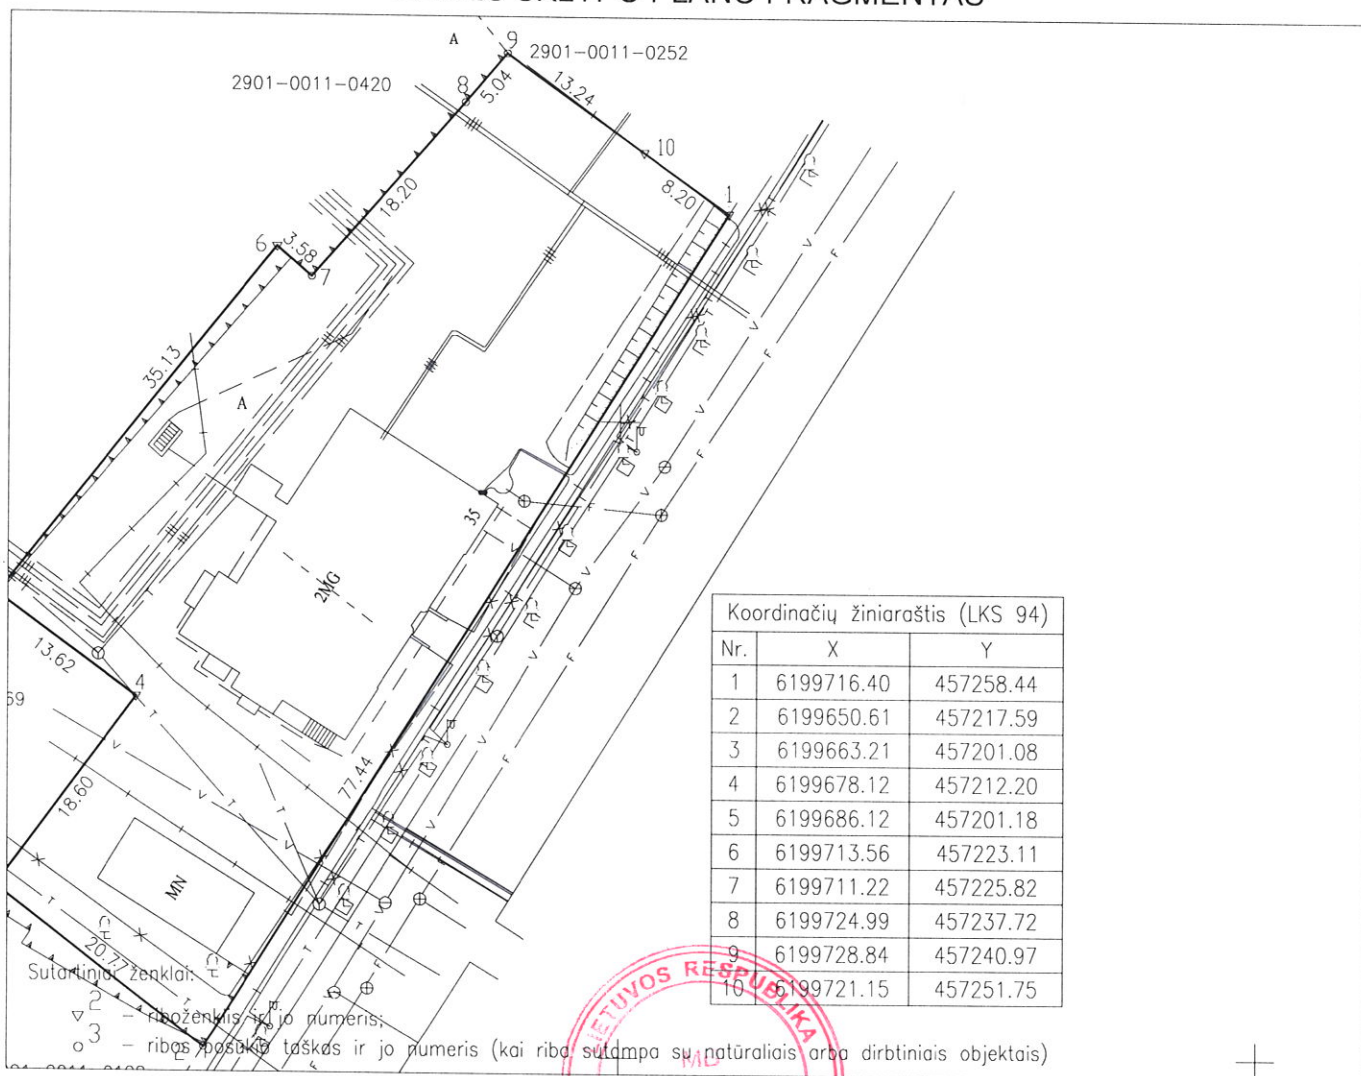 A
9
2901-0011-0252
2901-0011-0420
8
5.04
13.24
10
8.20
1
18.20
6
3.58
7
35.13
A
35
2MG
13.62
4
69
18.60
77.44
MN
20.77
2
Koordinačių žiniaraštis (LKS 94)
Nr. X Y
1 6199716.40 457258.44
2 6199650.61 457217.59
3 6199663.21 457201.08
4 6199678.12 457212.20
5 6199686.12 457201.18
6 6199713.56 457223.11
7 6199711.22 457225.82
8 6199724.99 457237.72
9 6199728.84 457240.97
10 6199721.15 457251.75
Sutartiniai ženklai:
2 – riboženklis ir jo numeris;
3 – ribos posūkio taškas ir jo numeris (kai riba sutampa su natūraliais arba dirbtiniais objektais)
LIETUVOS RESPUBLIKA